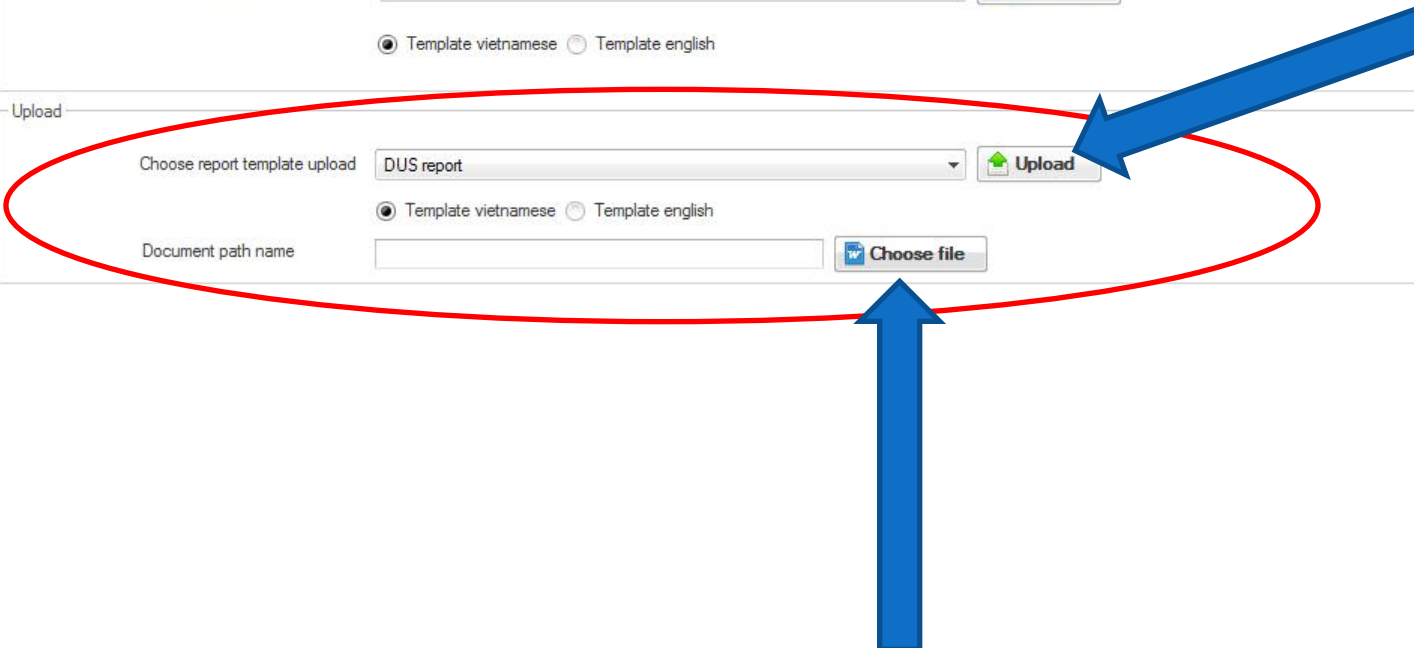 Template vietnamese Template english
Upload
Choose report template upload DUS report Upload
Template vietnamese Template english
Document path name Choose file